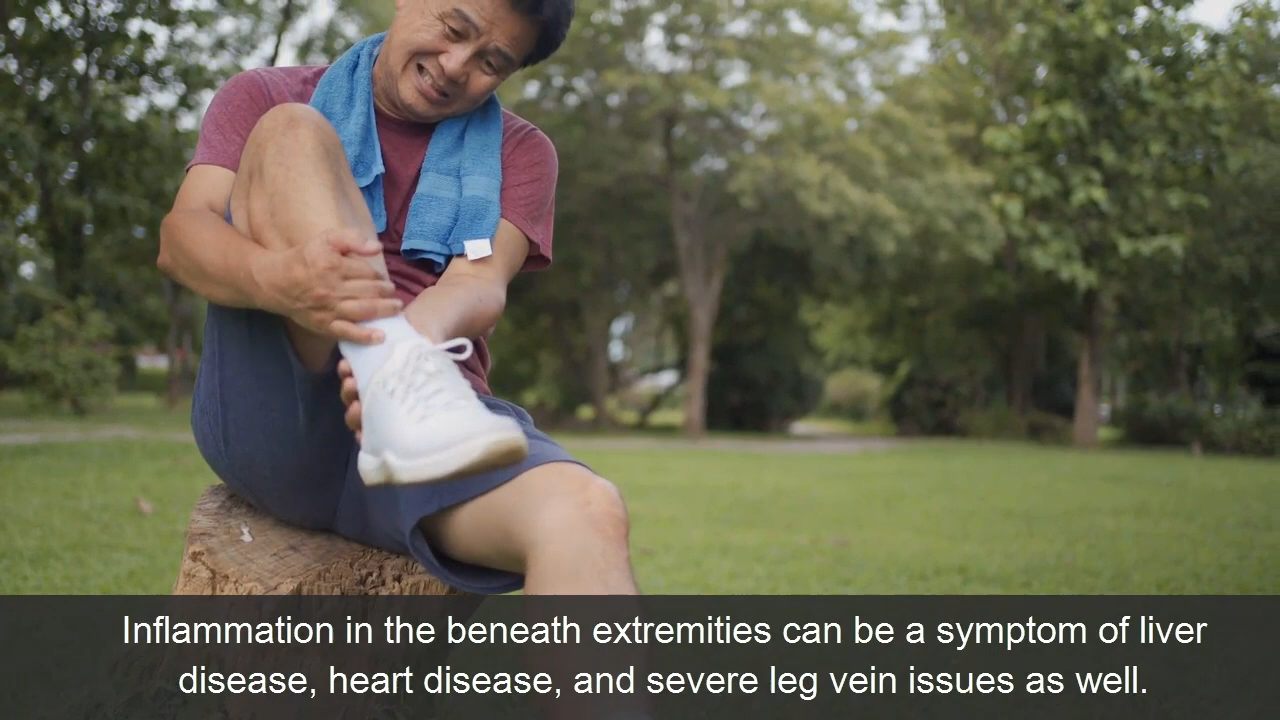 Inflammation in the beneath extremities can be a symptom of liver
disease, heart disease, and severe leg vein issues as well.